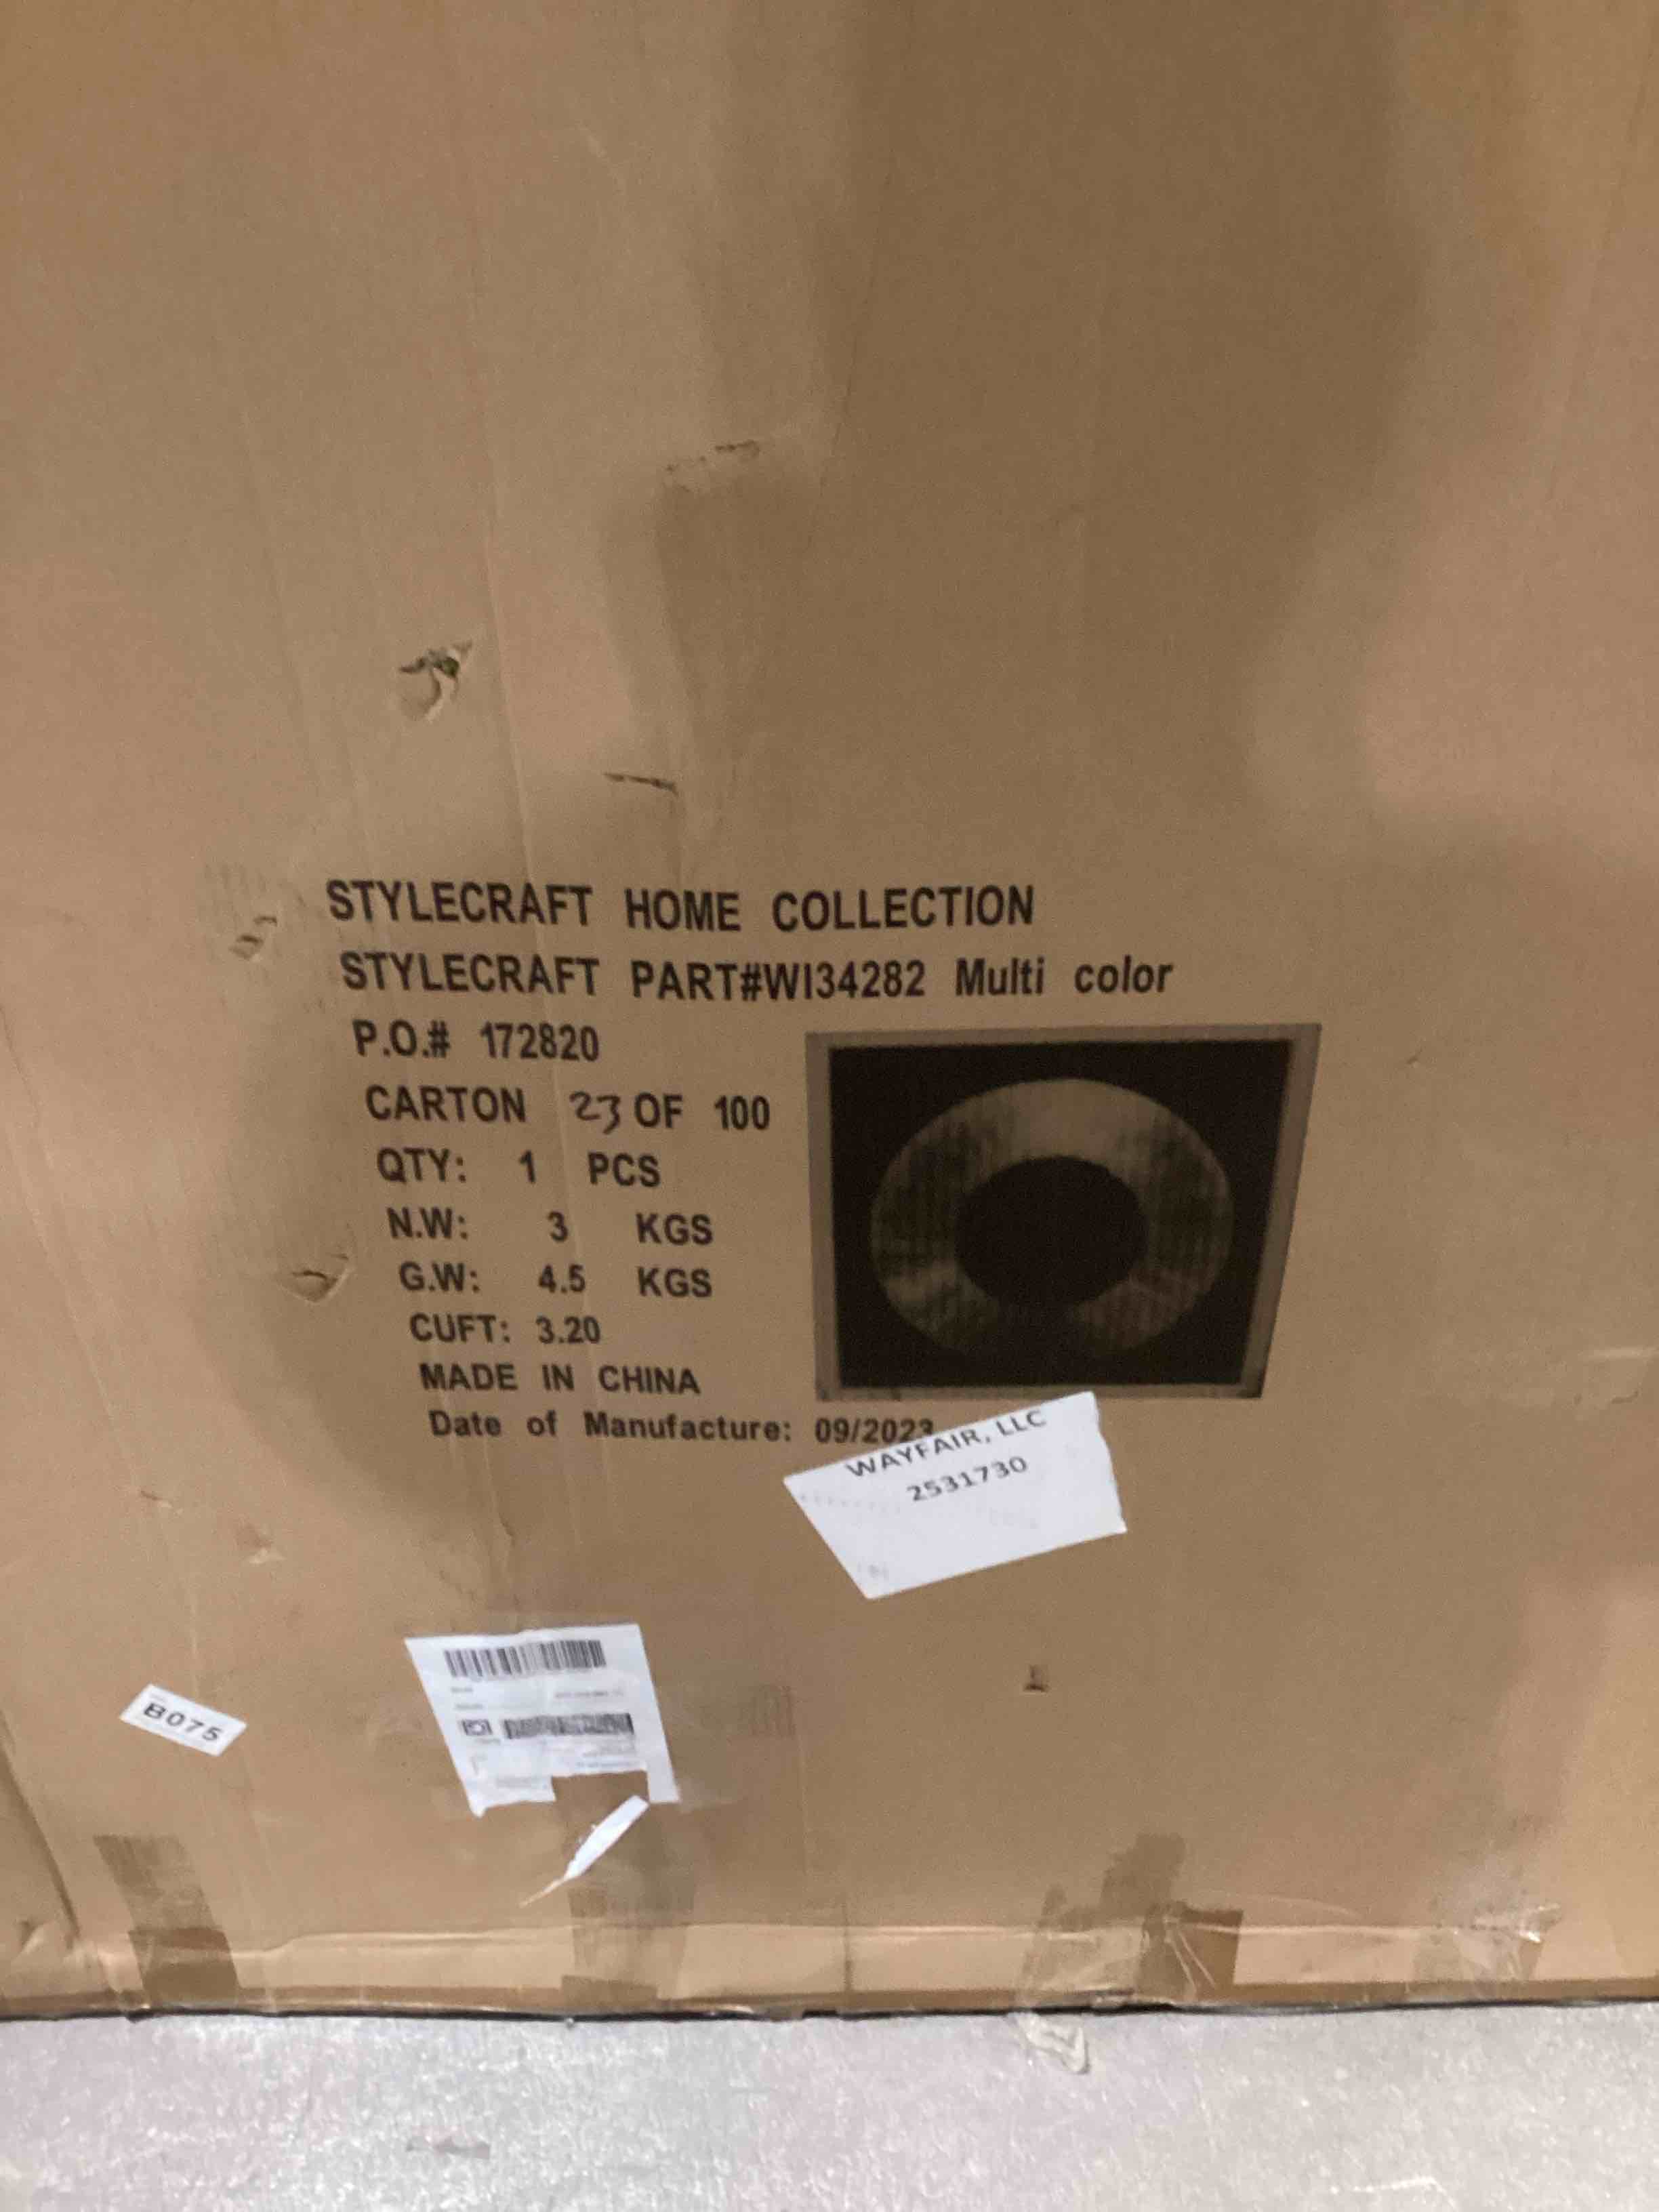 STYLECRAFT HOME COLLECTION
STYLECRAFT PART#WI34282 Multi color
P.O.# 172820
CARTON 23 OF 100
QTY: 1 PCS
N.W: 3 KGS
G.W: 4.5 KGS
CUFT: 3.20
MADE IN CHINA
Date of Manufacture: 09/2023
WAYFAIR, LLC
2531730
B075